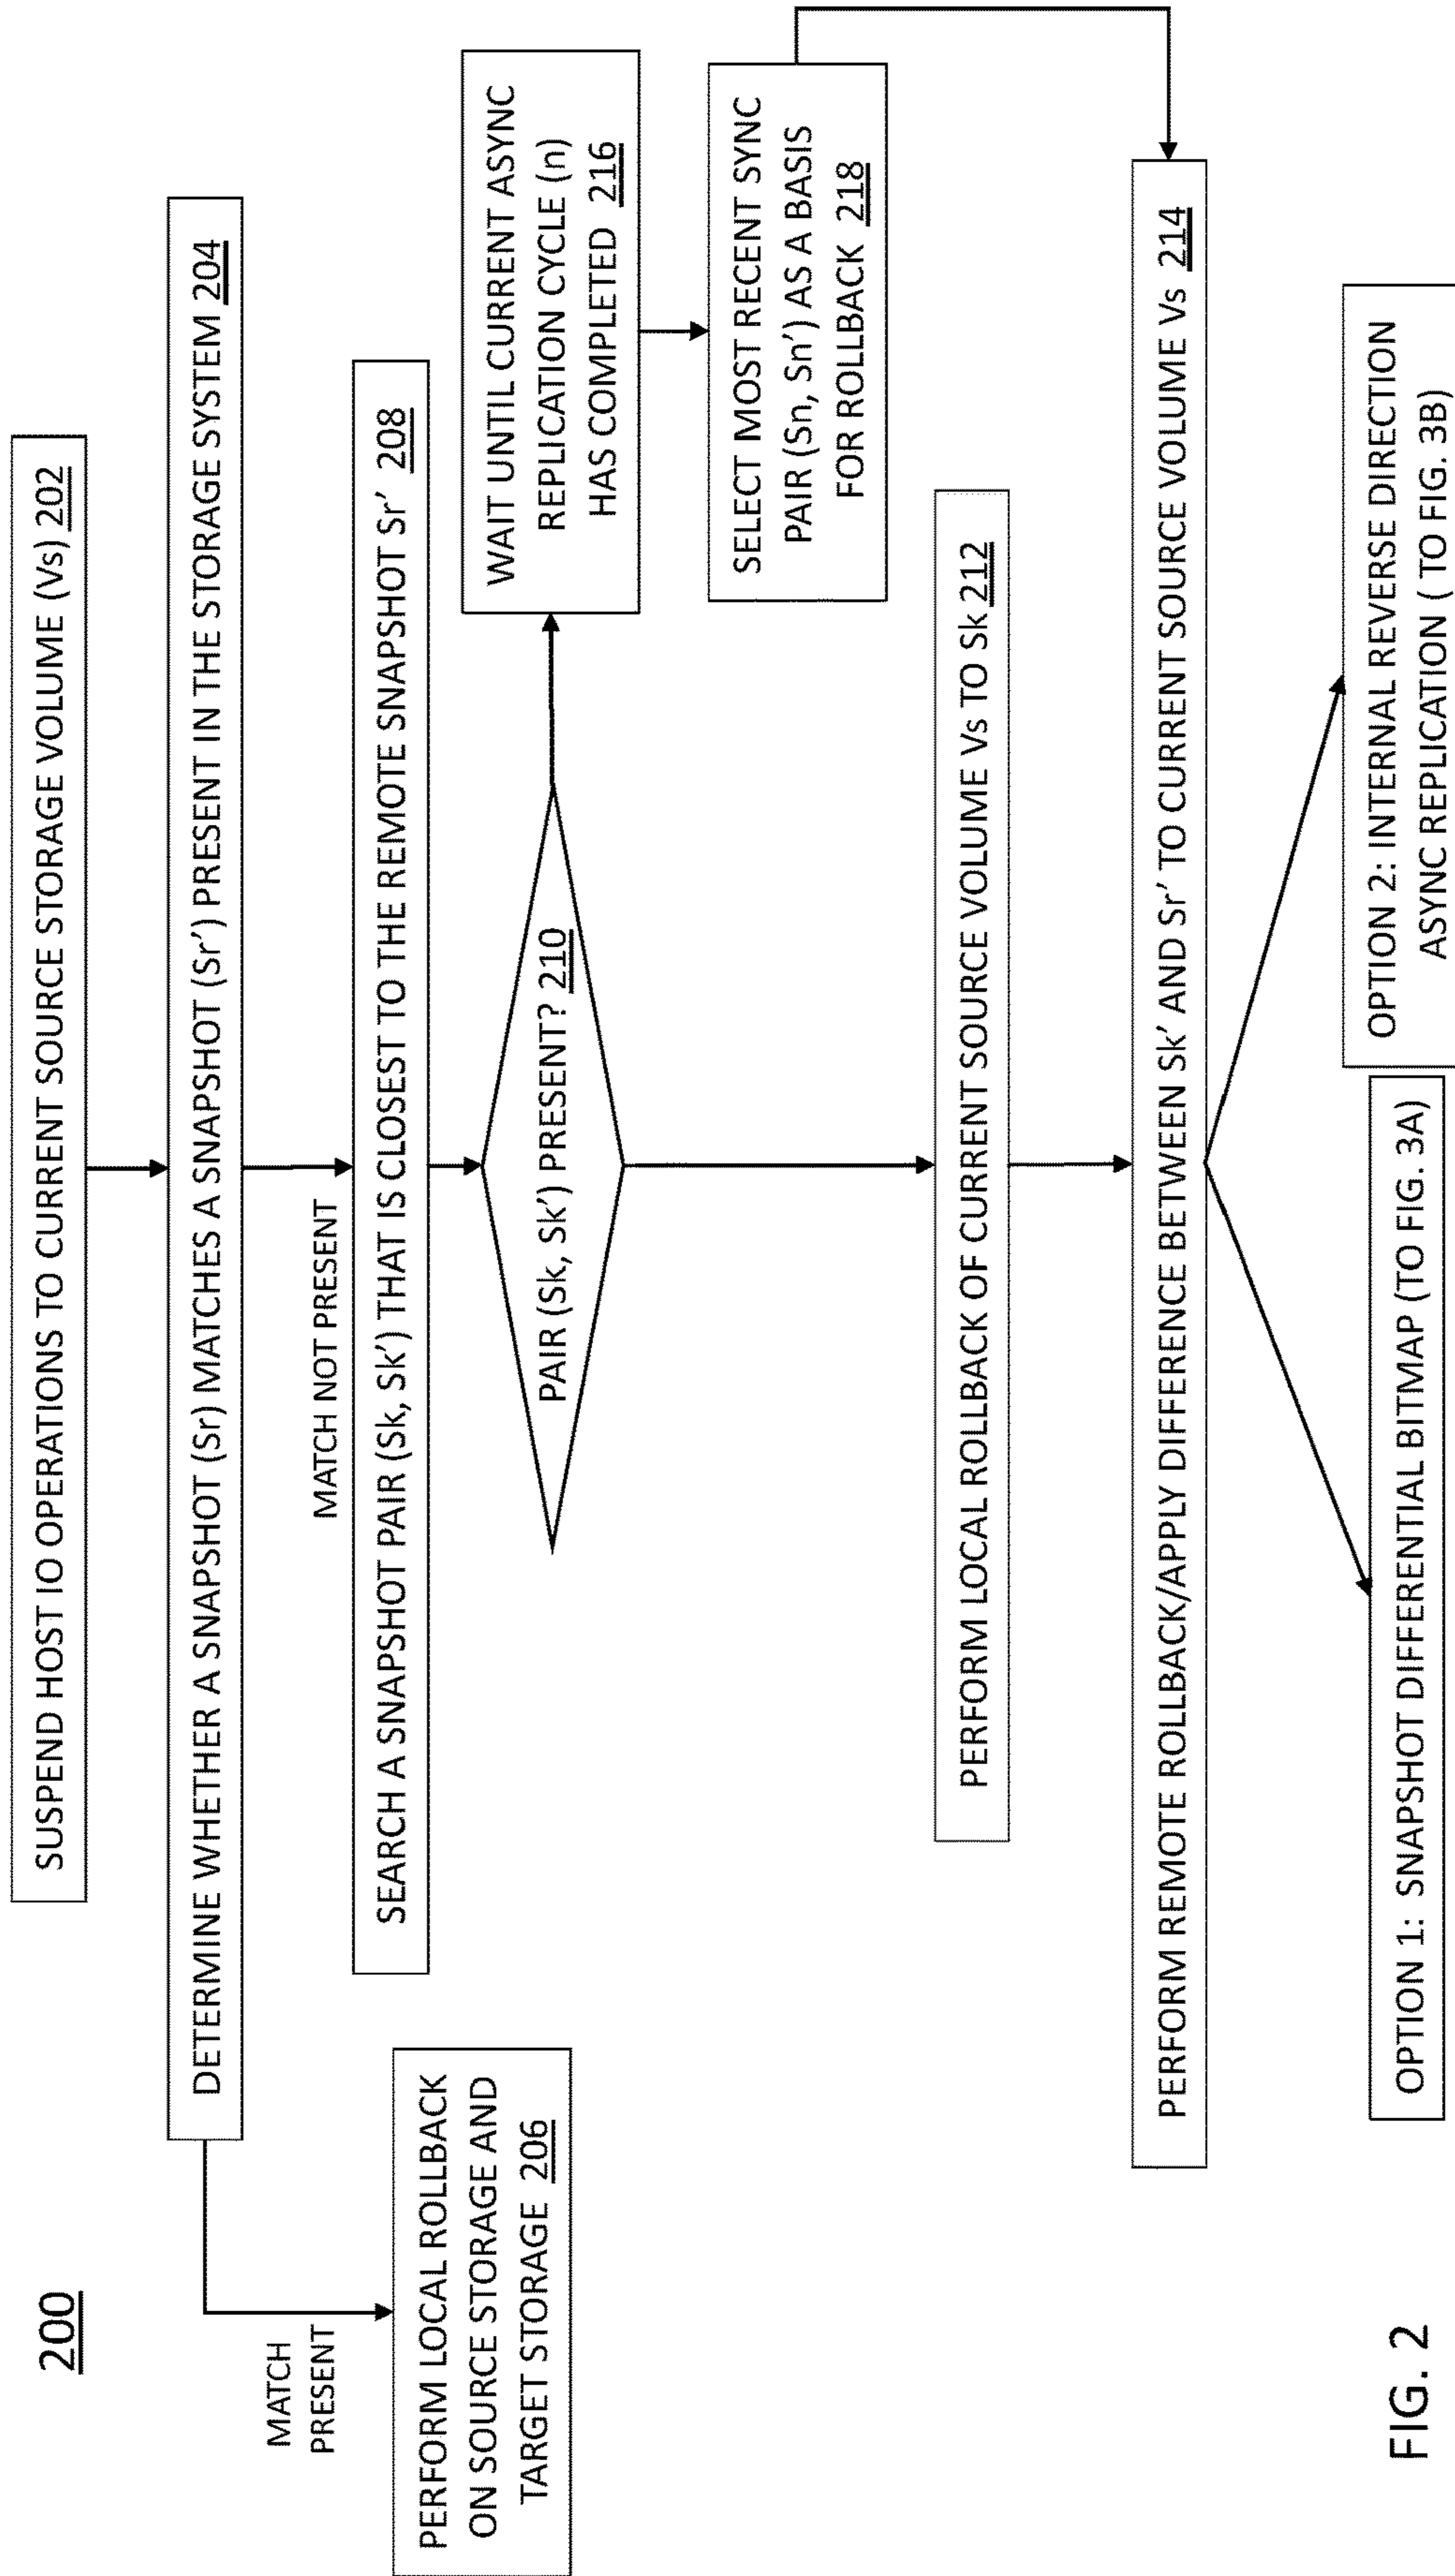 200
SUSPEND HOST IO OPERATIONS TO CURRENT SOURCE STORAGE VOLUME (Vs) 202
DETERMINE WHETHER A SNAPSHOT (Sr) MATCHES A SNAPSHOT (Sr') PRESENT IN THE STORAGE SYSTEM 204
MATCH
PRESENT
MATCH NOT PRESENT
PERFORM LOCAL ROLLBACK
ON SOURCE STORAGE AND
TARGET STORAGE 206
SEARCH A SNAPSHOT PAIR (Sk, Sk') THAT IS CLOSEST TO THE REMOTE SNAPSHOT Sr' 208
PAIR (Sk, Sk') PRESENT? 210
WAIT UNTIL CURRENT ASYNC
REPLICATION CYCLE (n)
HAS COMPLETED 216
SELECT MOST RECENT SYNC
PAIR (Sn, Sn') AS A BASIS
FOR ROLLBACK 218
PERFORM LOCAL ROLLBACK OF CURRENT SOURCE VOLUME Vs TO Sk 212
PERFORM REMOTE ROLLBACK/APPLY DIFFERENCE BETWEEN Sk' AND Sr' TO CURRENT SOURCE VOLUME Vs 214
OPTION 1: SNAPSHOT DIFFERENTIAL BITMAP (TO FIG. 3A)
OPTION 2: INTERNAL REVERSE DIRECTION
ASYNC REPLICATION ( TO FIG. 3B)
FIG. 2